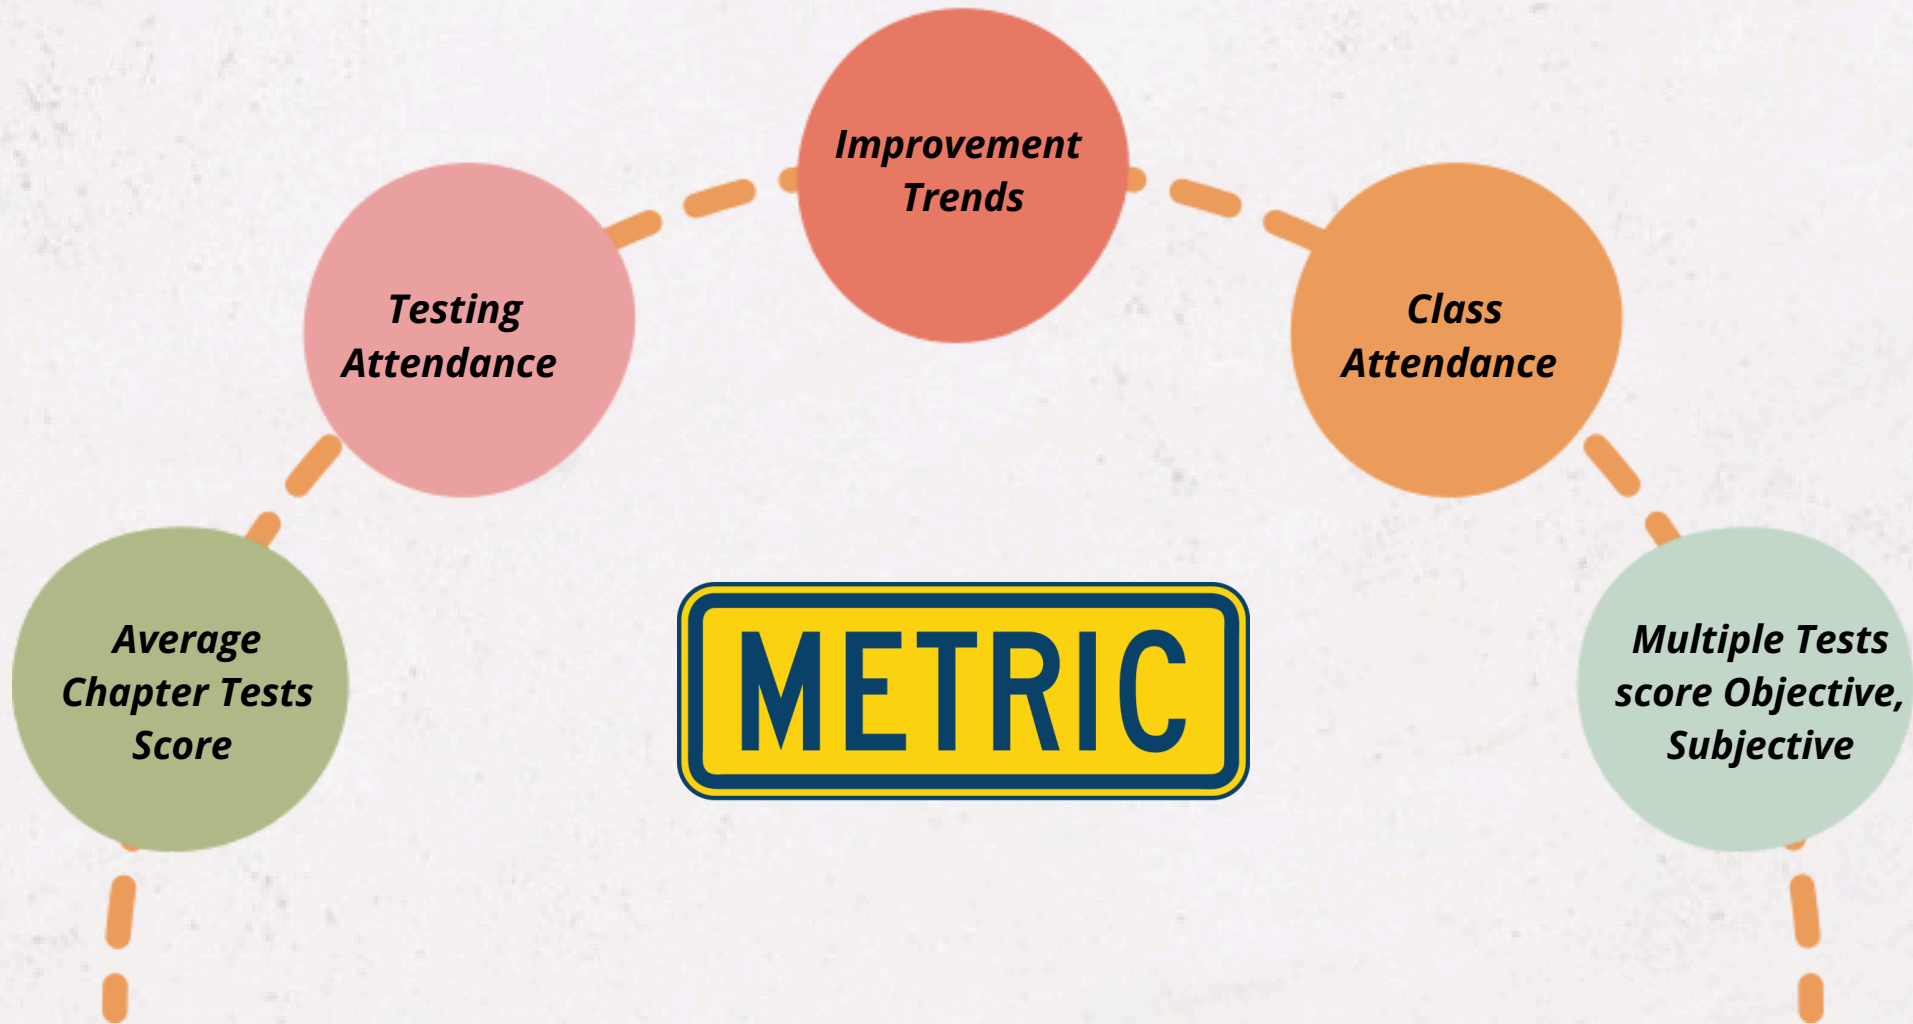 Improvement
Trends
Testing
Attendance
Class
Attendance
Average
Chapter Tests
Score
METRIC
Multiple Tests
score Objective,
Subjective